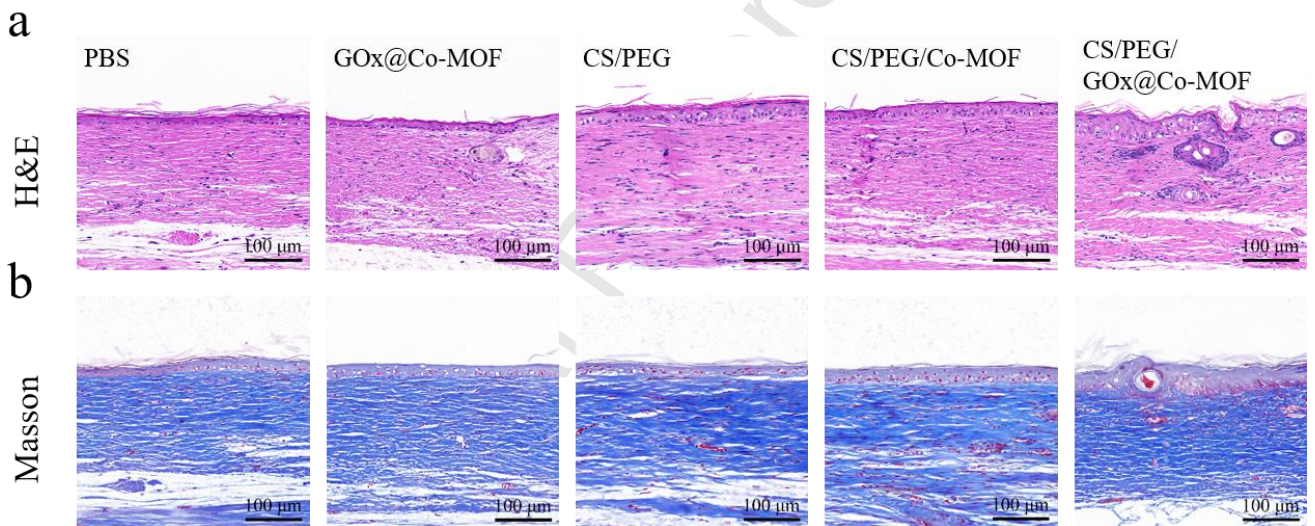 a
PBS
GOx@Co-MOF
CS/PEG
CS/PEG/Co-MOF
CS/PEG/
GOx@Co-MOF
H&E
100 μm
100 μm
100 μm
100 μm
100 μm
b
Masson
100 μm
100 μm
100 μm
100 μm
100 μm